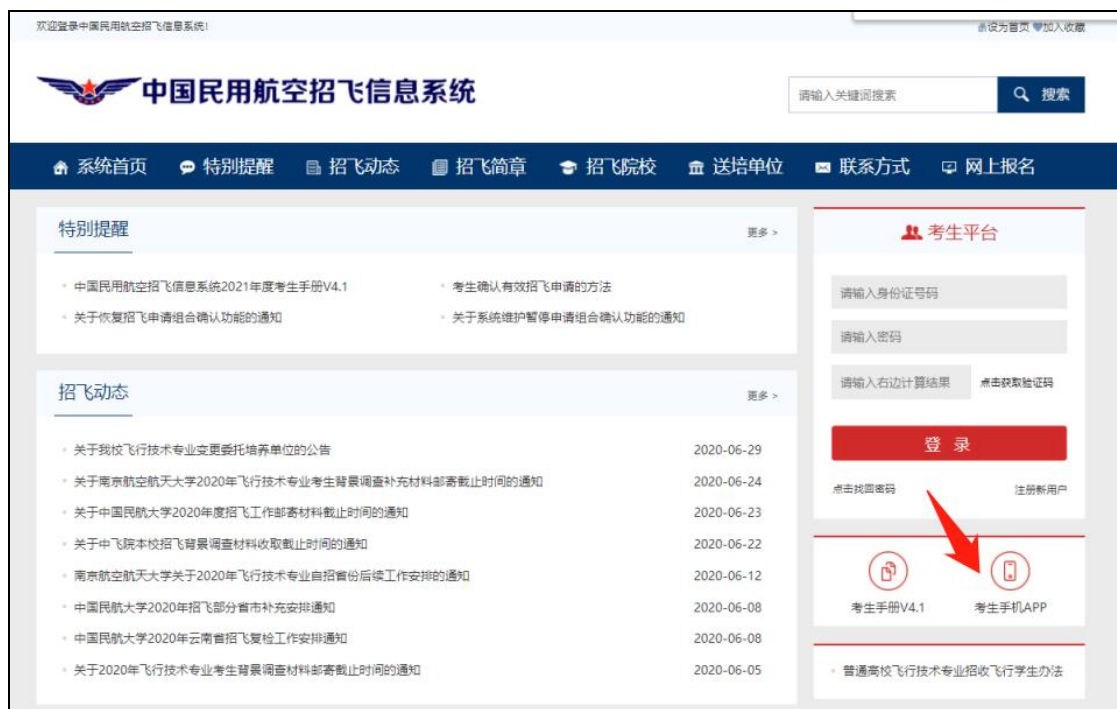 欢迎登录中国民用航空招飞信息系统!
设为首页 加入收藏
中国民用航空招飞信息系统
请输入关键词搜索 搜索
系统首页 特别提醒 招飞动态 招飞简章 招飞院校 送培单位 联系方式 网上报名
特别提醒 更多 >
中国民用航空招飞信息系统2021年度考生手册V4.1 考生确认有效招飞申请的方法
关于恢复招飞申请组合确认功能的通知 关于系统维护暂停申请组合确认功能的通知
招飞动态 更多 >
关于我校飞行技术专业变更委托培养单位的公告 2020-06-29
关于南京航空航天大学2020年飞行技术专业考生背景调查补充材料邮寄截止时间的通知 2020-06-24
关于中国民航大学2020年度招飞工作邮寄材料截止时间的通知 2020-06-23
关于中飞院本校招飞背景调查材料收取截止时间的通知 2020-06-22
南京航空航天大学关于2020年飞行技术专业自招省份后续工作安排的通知 2020-06-12
中国民航大学2020年招飞部分省市补充安排通知 2020-06-08
中国民航大学2020年云南省招飞复检工作安排通知 2020-06-08
关于2020年飞行技术专业考生背景调查材料邮寄截止时间的通知 2020-06-05
考生平台
请输入身份证号码
请输入密码
请输入右边计算结果 点击获取验证码
登 录
点击找回密码 注册新用户
考生手册V4.1 考生手机APP
普通高校飞行技术专业招收飞行学生办法